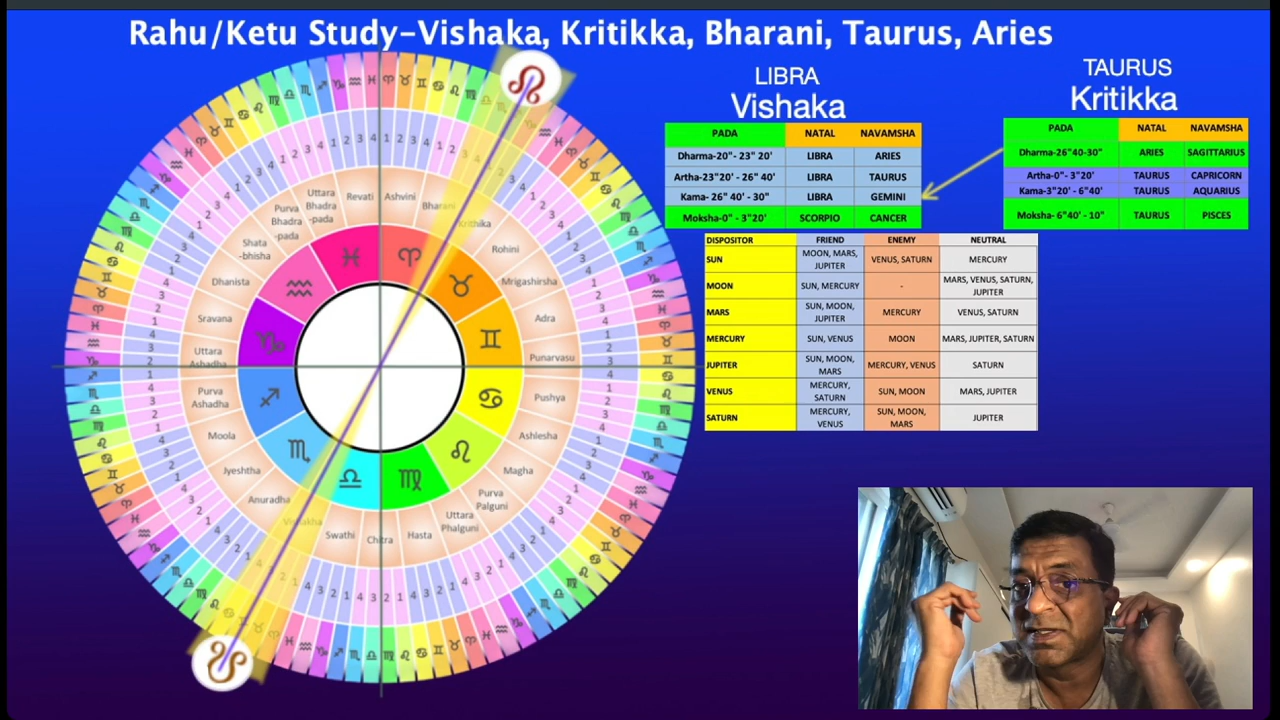 Rahu/Ketu Study-Vishaka, Kritikka, Bharani, Taurus, Aries
LIBRA
Vishaka
PADA NATAL NAVAMSHA
Dharma-20"- 23" 20' LIBRA ARIES
Artha-23"20' - 26" 40' LIBRA TAURUS
Kama- 26" 40' - 30" LIBRA GEMINI
Moksha-0" - 3"20' SCORPIO CANCER
TAURUS
Kritikka
PADA NATAL NAVAMSHA
Dharma-26"40-30" ARIES SAGITTARIUS
Artha-0"- 3'20" TAURUS CAPRICORN
Kama-3"20' - 6"40' TAURUS AQUARIUS
Moksha- 6"40' - 10" TAURUS PISCES
DISPOSITOR FRIEND ENEMY NEUTRAL
SUN MOON, MARS, JUPITER VENUS, SATURN MERCURY
MOON SUN, MERCURY - MARS, VENUS, SATURN, JUPITER
MARS SUN, MOON, JUPITER MERCURY VENUS, SATURN
MERCURY SUN, VENUS MOON MARS, JUPITER, SATURN
JUPITER SUN, MOON, MARS MERCURY, VENUS SATURN
VENUS MERCURY, SATURN SUN, MOON MARS, JUPITER
SATURN MERCURY, VENUS SUN, MOON, MARS JUPITER
Ashvini
Bharani
Krithika
Rohini
Mrigashirsha
Adra
Punarvasu
Pushya
Ashlesha
Magha
Purva
Palguni
Uttara
Phalguni
Hasta
Chitra
Swathi
Vishakha
Anuradha
Jyeshtha
Moola
Purva
Ashadha
Uttara
Ashadha
Sravana
Dhanista
Shata
-bhisha
Purva
Bhadra
-pada
Uttara
Bhadra
-pada
Revati